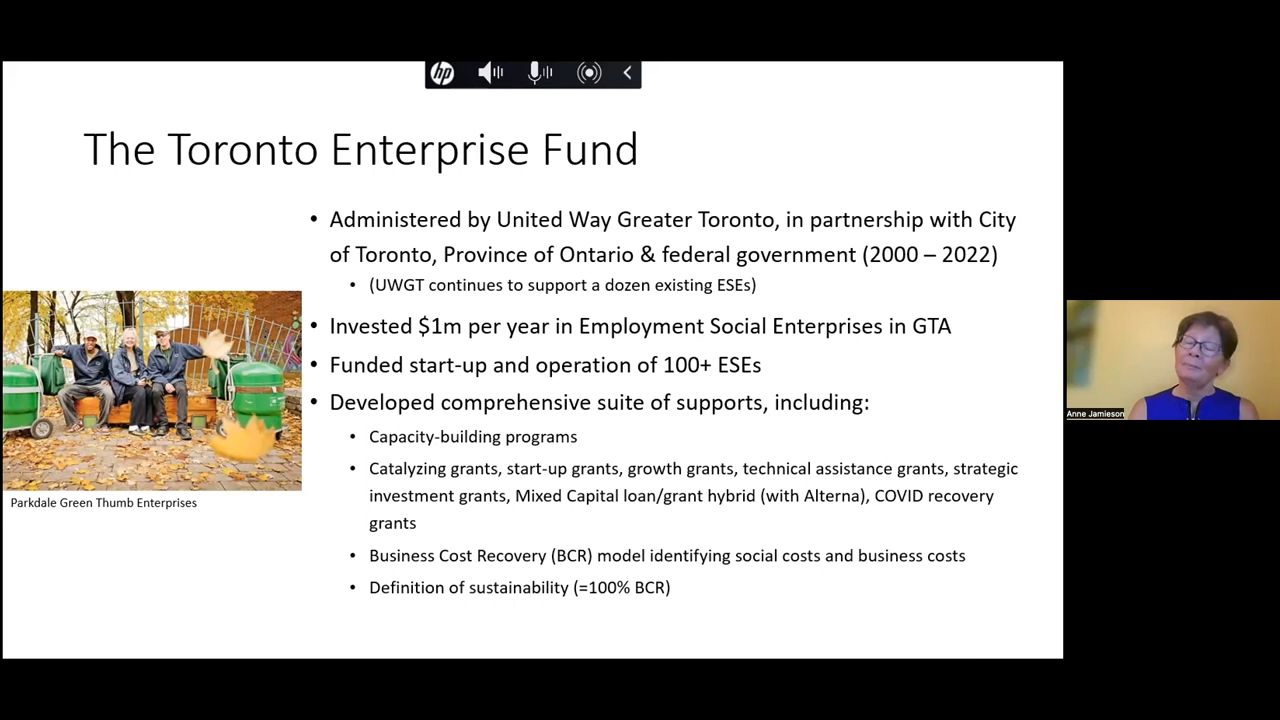 hp
The Toronto Enterprise Fund
• Administered by United Way Greater Toronto, in partnership with City
of Toronto, Province of Ontario & federal government (2000 – 2022)
• (UWGT continues to support a dozen existing ESEs)
• Invested $1m per year in Employment Social Enterprises in GTA
• Funded start-up and operation of 100+ ESEs
• Developed comprehensive suite of supports, including:
• Capacity-building programs
• Catalyzing grants, start-up grants, growth grants, technical assistance grants, strategic
investment grants, Mixed Capital loan/grant hybrid (with Alterna), COVID recovery
grants
• Business Cost Recovery (BCR) model identifying social costs and business costs
• Definition of sustainability (=100% BCR)
Parkdale Green Thumb Enterprises
Anne Jamieson